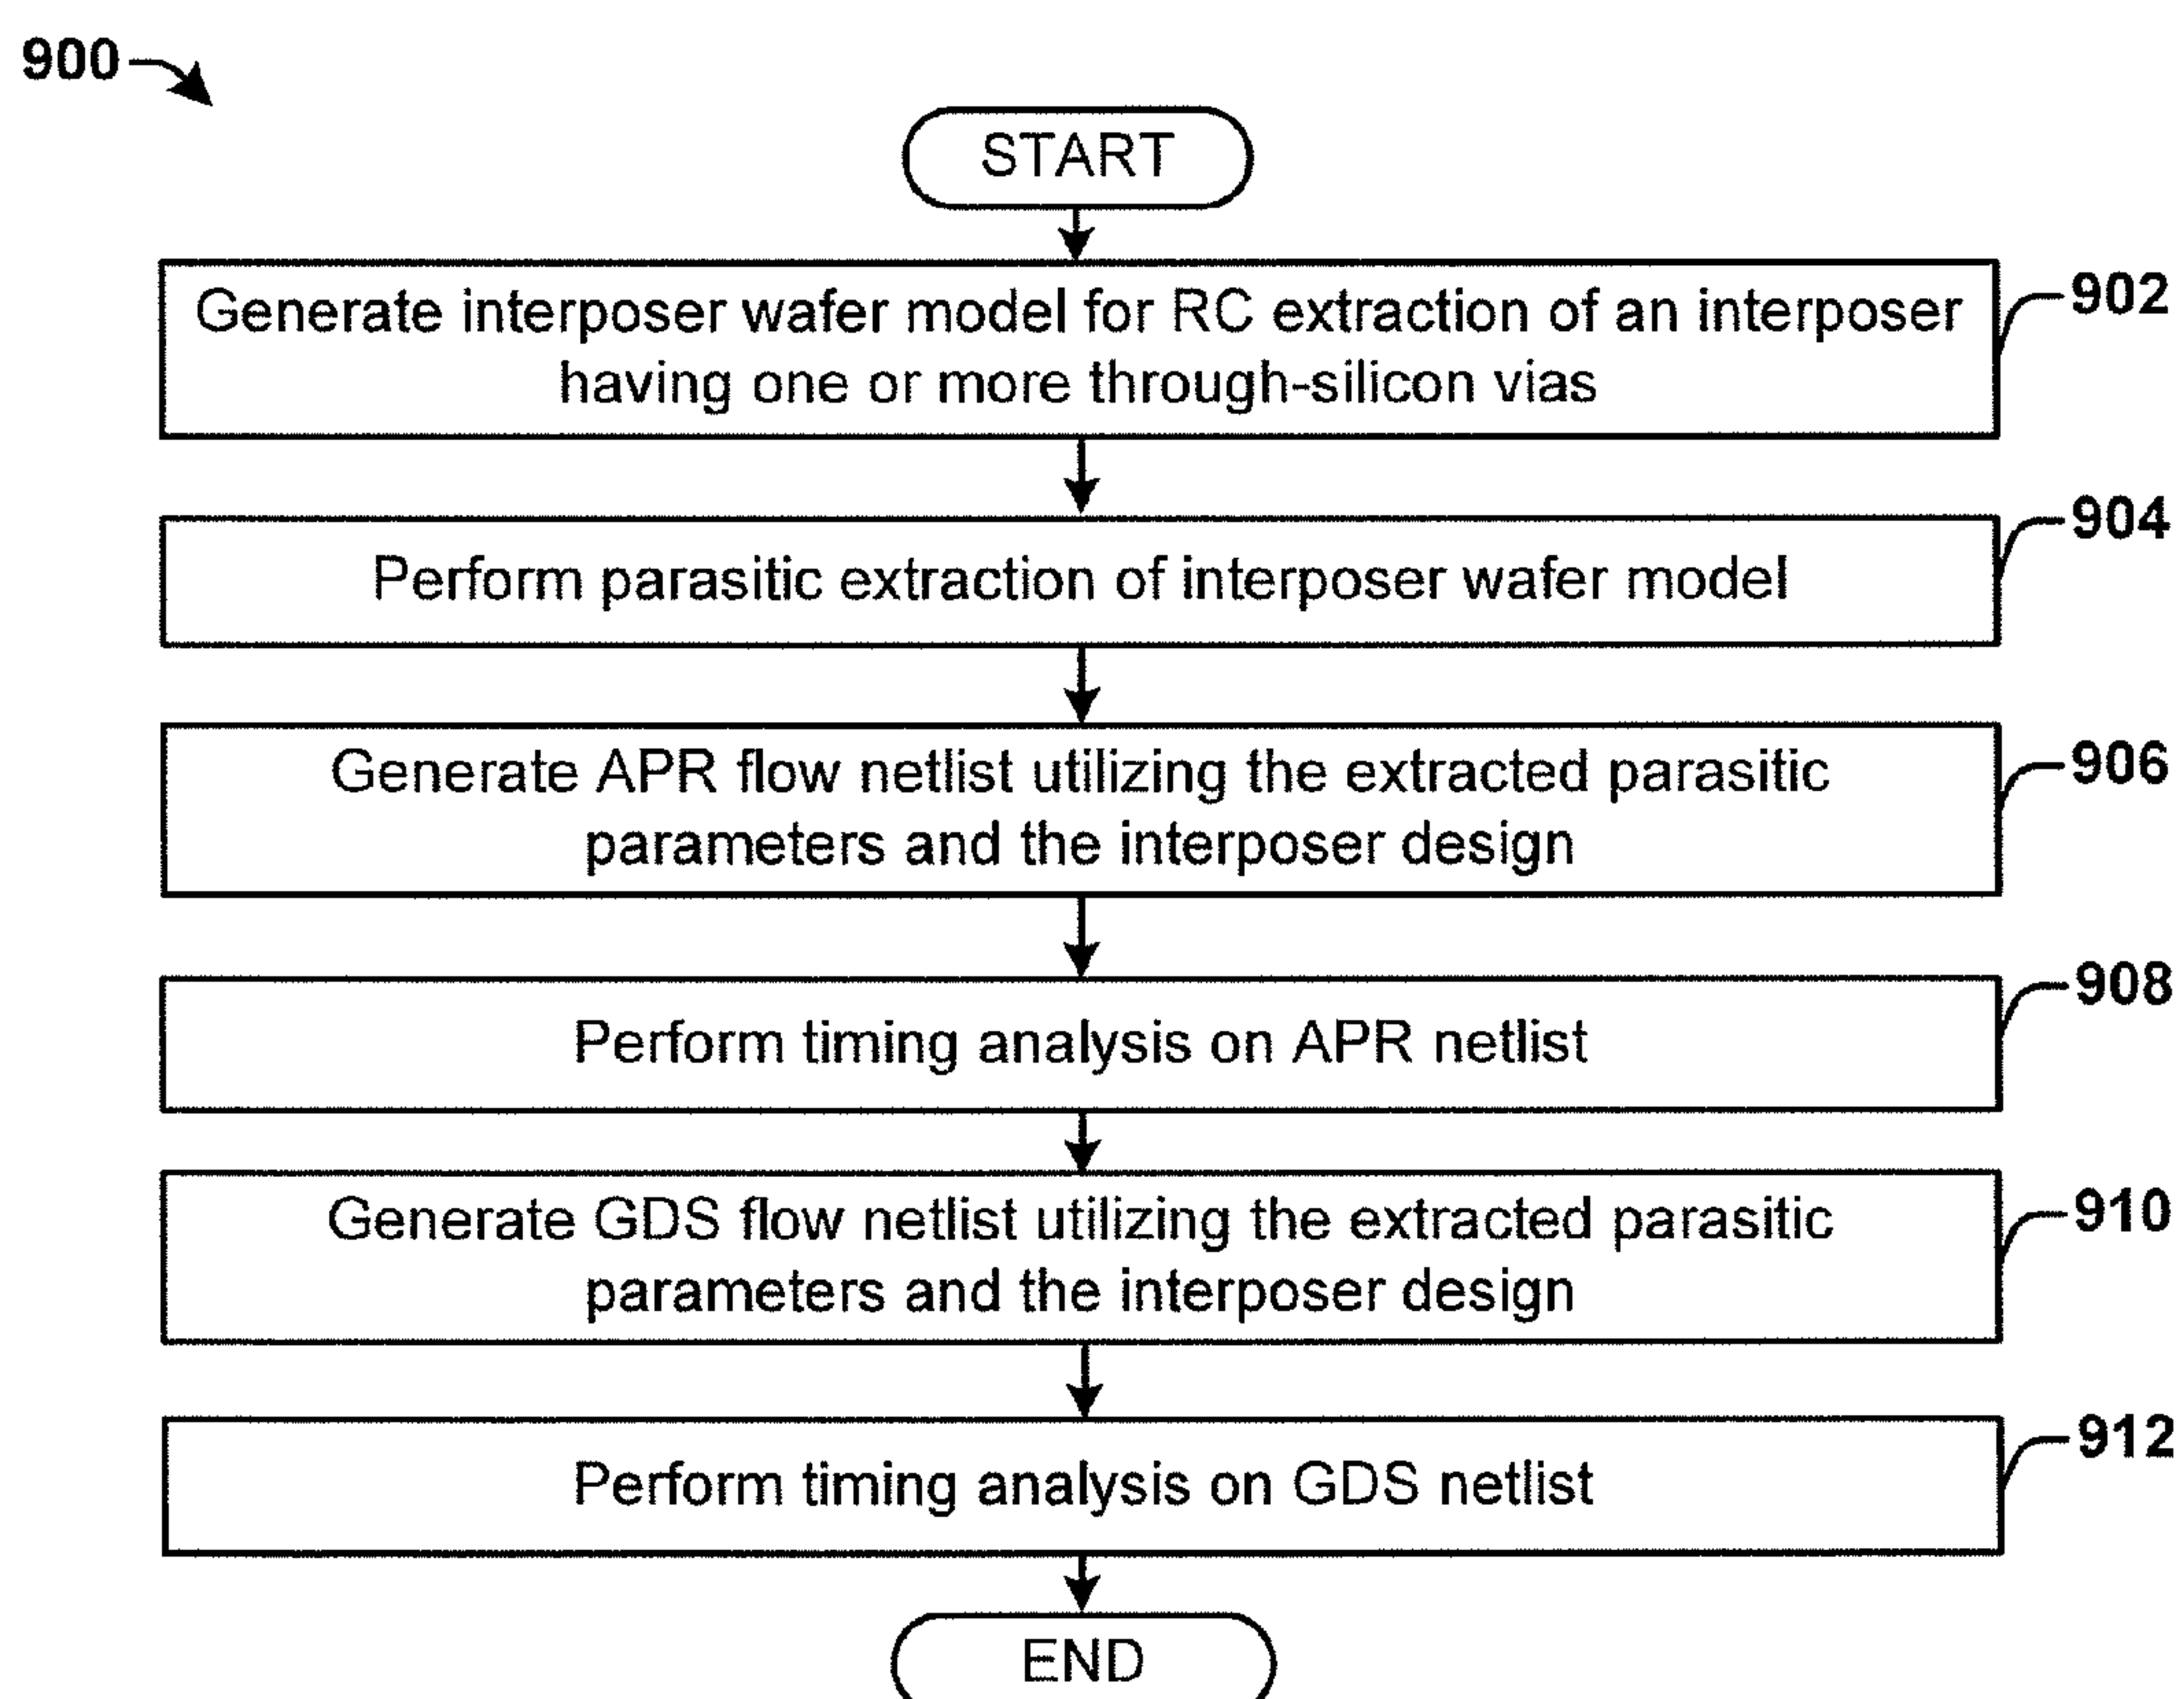 900
START
Generate interposer wafer model for RC extraction of an interposer
having one or more through-silicon vias
902
Perform parasitic extraction of interposer wafer model
904
Generate APR flow netlist utilizing the extracted parasitic
parameters and the interposer design
906
Perform timing analysis on APR netlist
908
Generate GDS flow netlist utilizing the extracted parasitic
parameters and the interposer design
910
Perform timing analysis on GDS netlist
912
END